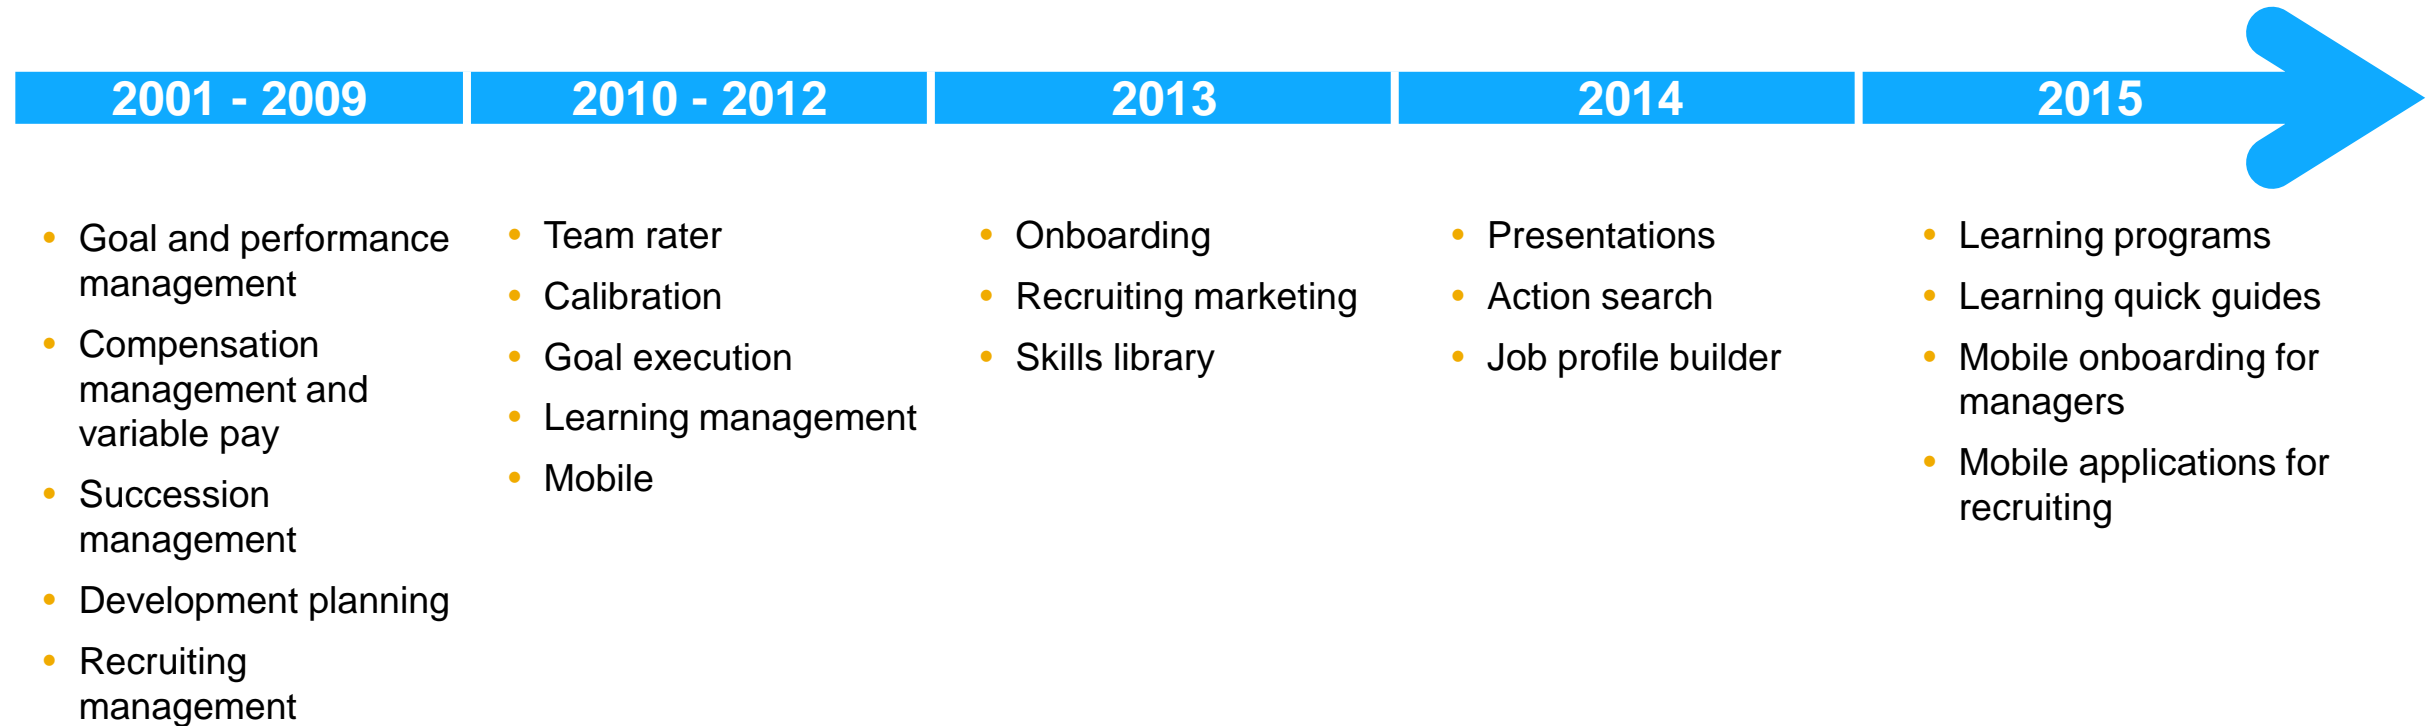 2001 - 2009
2010 - 2012
2013
2014
2015
• Goal and performance
management
• Compensation
management and
variable pay
• Succession
management
• Development planning
• Recruiting
management
• Team rater
• Calibration
• Goal execution
• Learning management
• Mobile
• Onboarding
• Recruiting marketing
• Skills library
• Presentations
• Action search
• Job profile builder
• Learning programs
• Learning quick guides
• Mobile onboarding for
managers
• Mobile applications for
recruiting